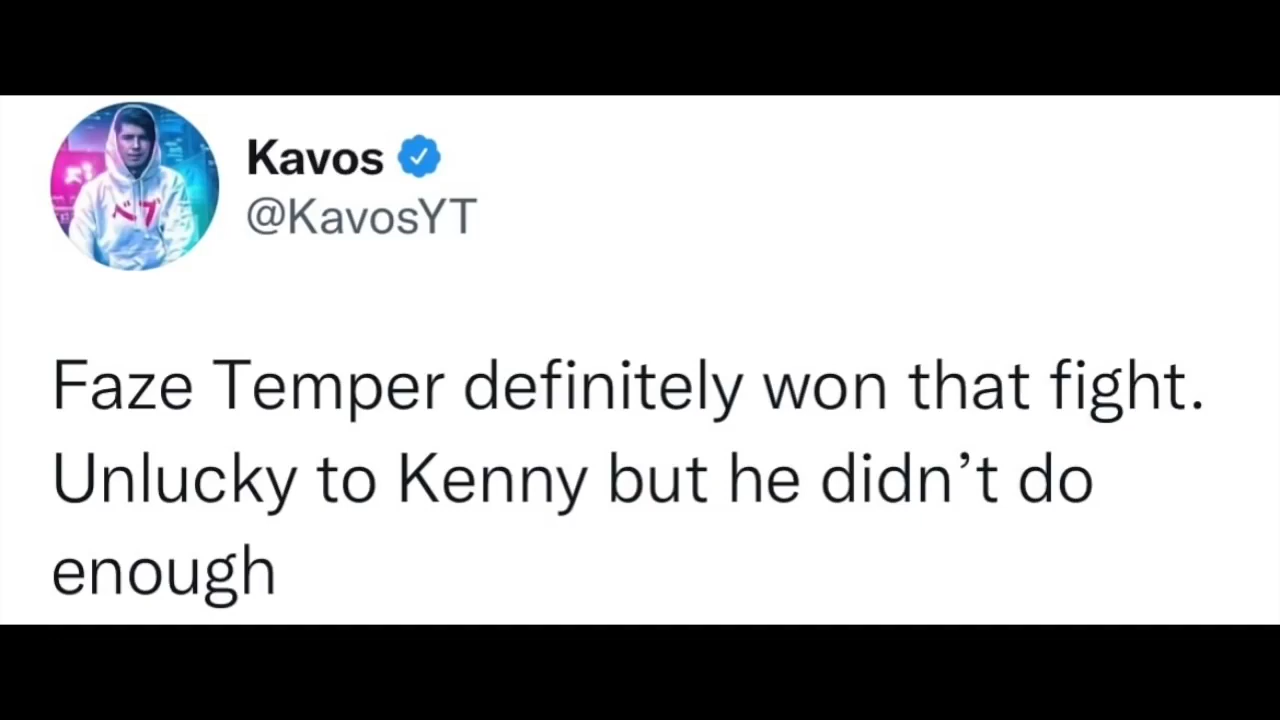 Kavos
@KavosYT
Faze Temper definitely won that fight.
Unlucky to Kenny but he didn’t do
enough